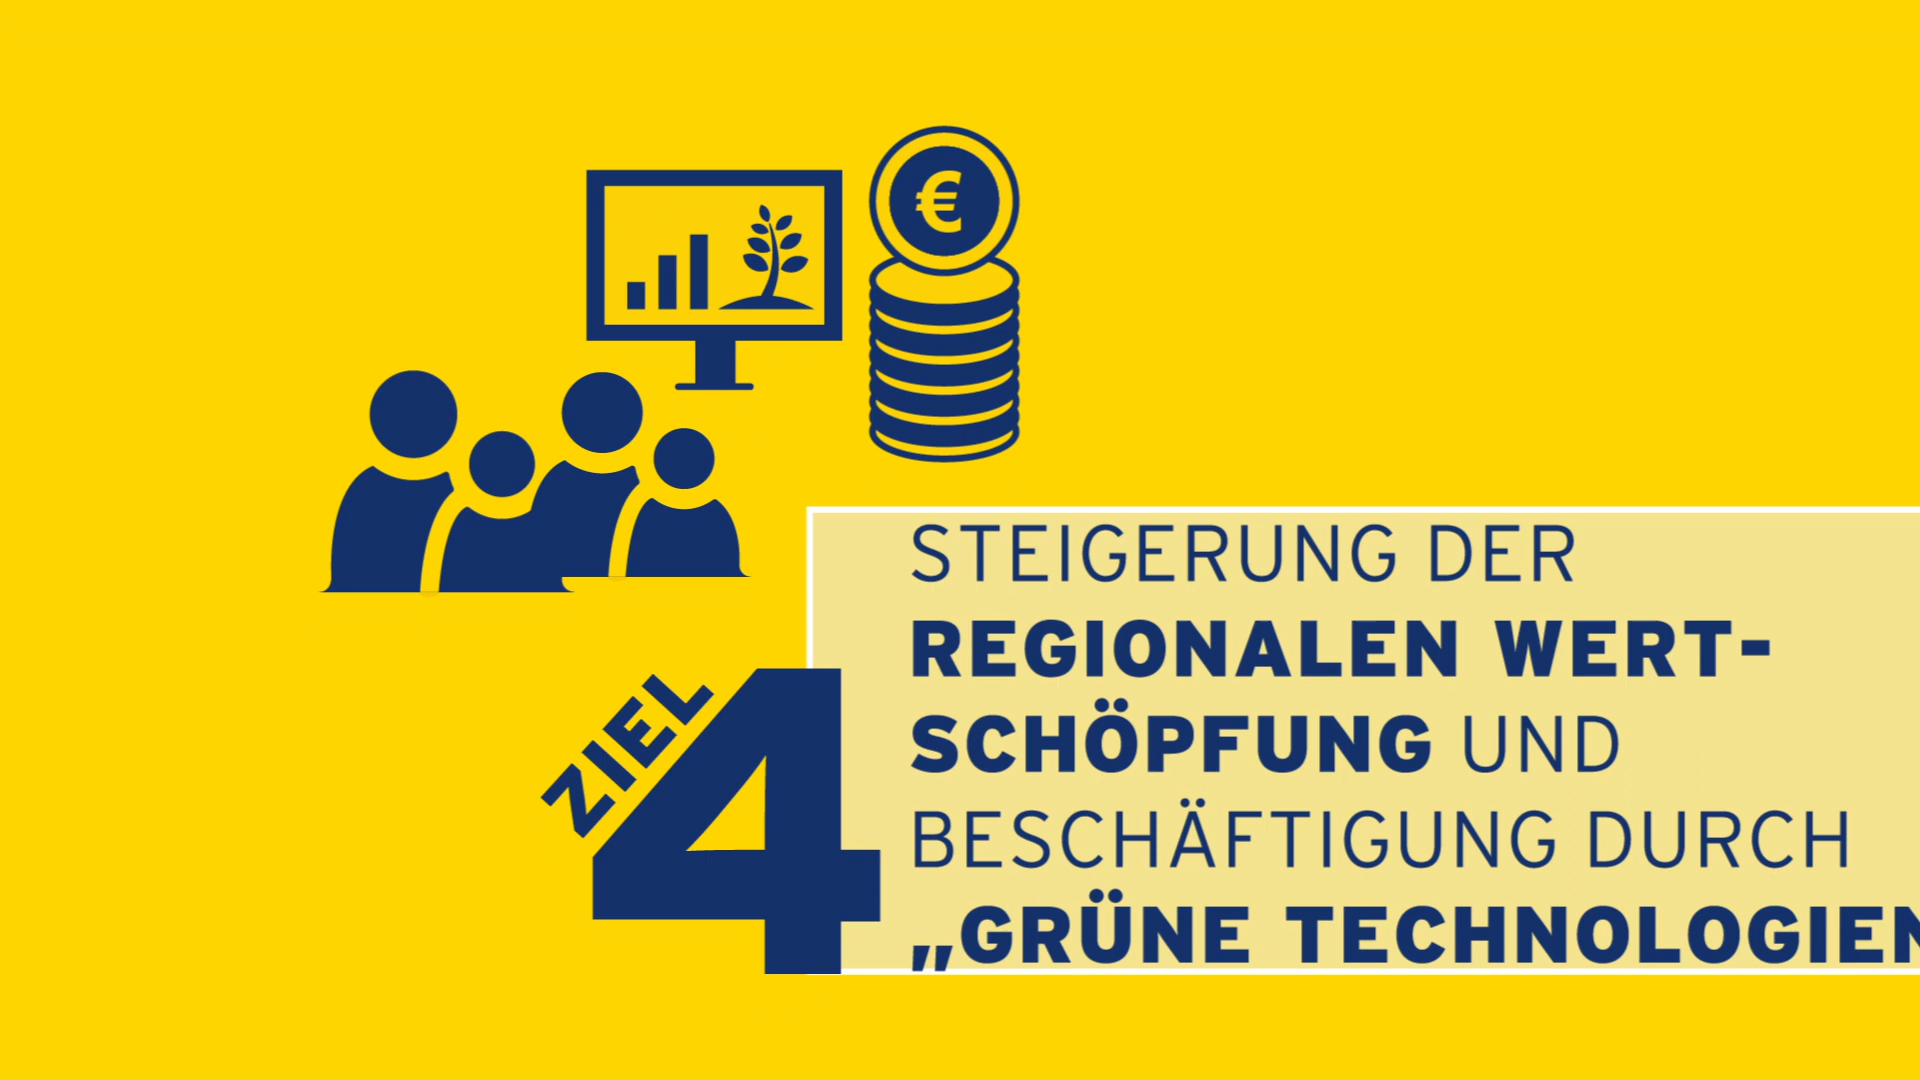 €
STEIGERUNG DER
REGIONALEN WERT-
SCHÖPFUNG UND
BESCHÄFTIGUNG DURCH
„GRÜNE TECHNOLOGIEN
ZIEL
4